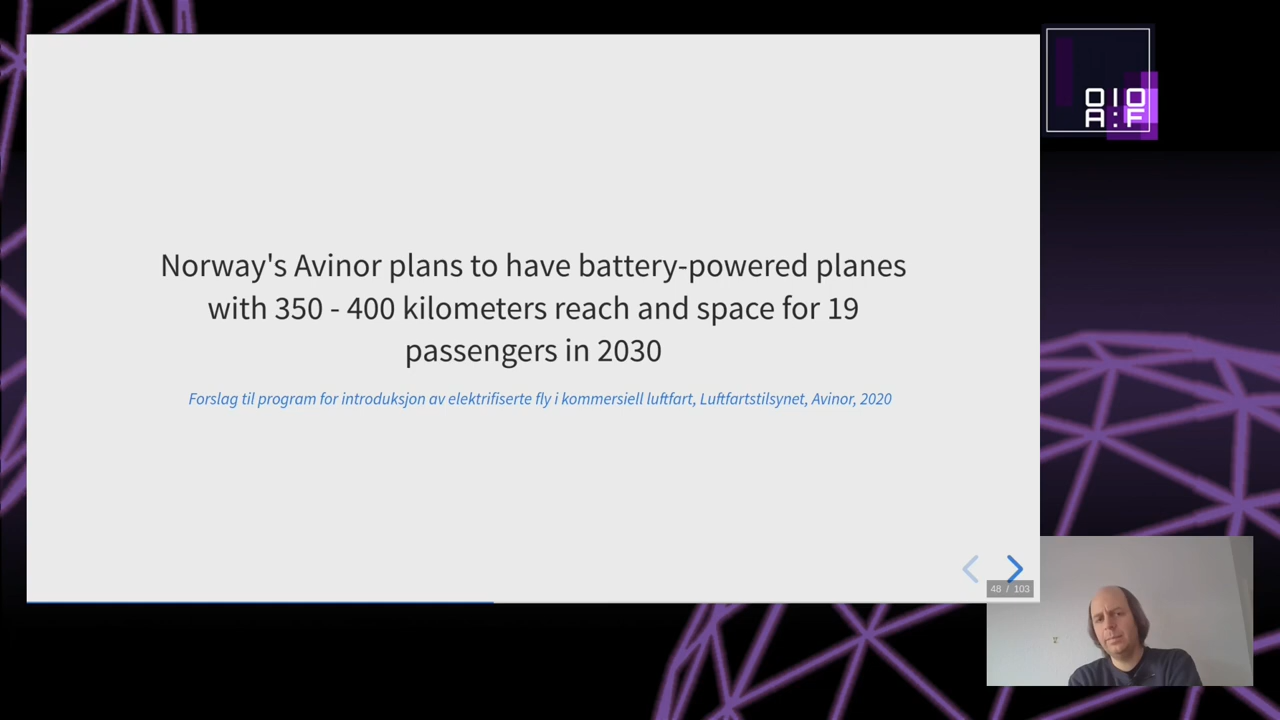 OIO
A:F
Norway's Avinor plans to have battery-powered planes
with 350 - 400 kilometers reach and space for 19
passengers in 2030
Forslag til program for introduksjon av elektrifiserte fly i kommersiell luftfart, Luftfartstilsynet, Avinor, 2020
48 / 103